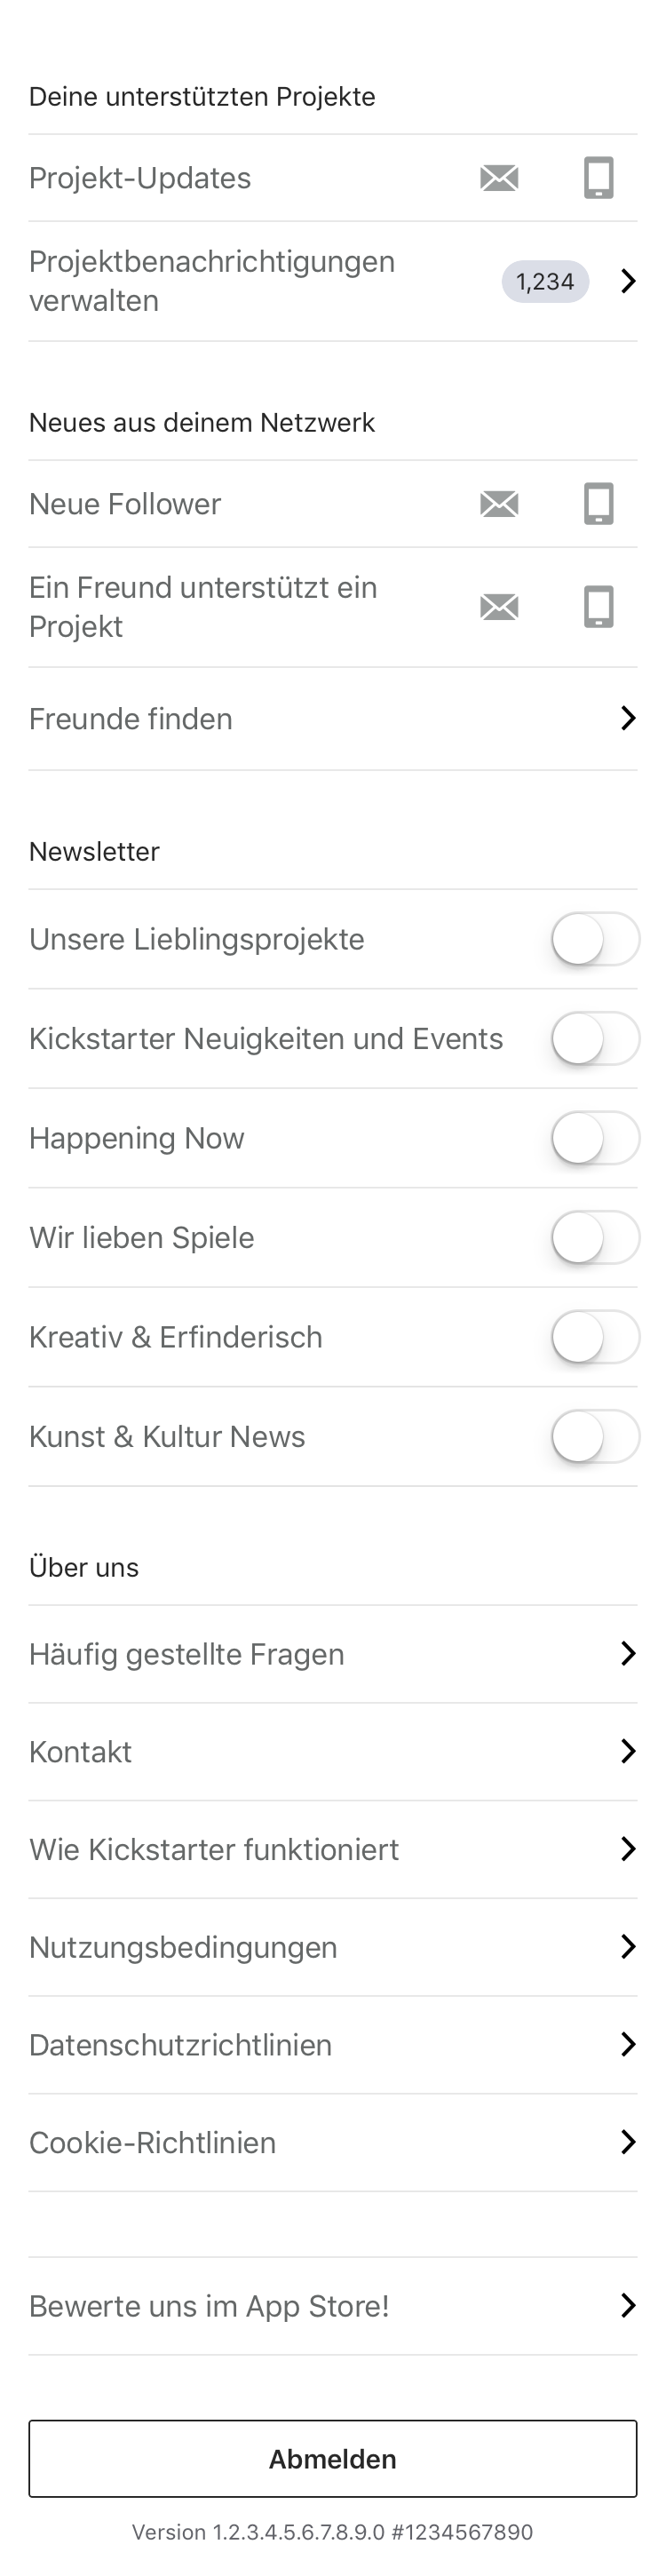 Deine unterstützten Projekte
Projekt-Updates
Projektbenachrichtigungen
verwalten
1,234
Neues aus deinem Netzwerk
Neue Follower
Ein Freund unterstützt ein
Projekt
Freunde finden
Newsletter
Unsere Lieblingsprojekte
Kickstarter Neuigkeiten und Events
Happening Now
Wir lieben Spiele
Kreativ & Erfinderisch
Kunst & Kultur News
Über uns
Häufig gestellte Fragen
Kontakt
Wie Kickstarter funktioniert
Nutzungsbedingungen
Datenschutzrichtlinien
Cookie-Richtlinien
Bewerte uns im App Store!
Abmelden
Version 1.2.3.4.5.6.7.8.9.0 #1234567890